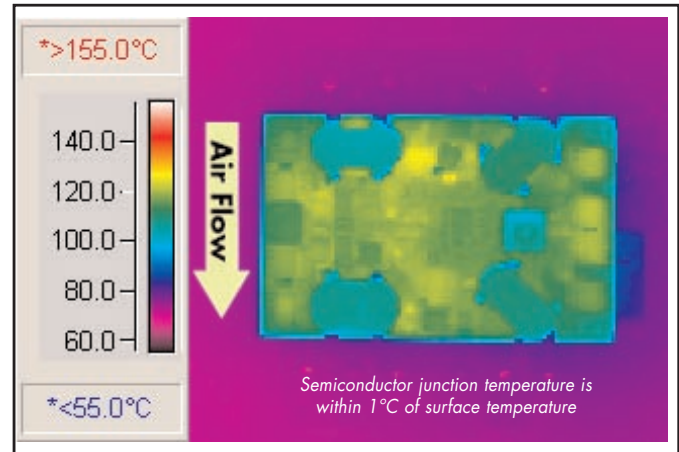 *>155.0°C
140.0
120.0
100.0
80.0
60.0
*<55.0°C
Air Flow
Semiconductor junction temperature is
within 1°C of surface temperature